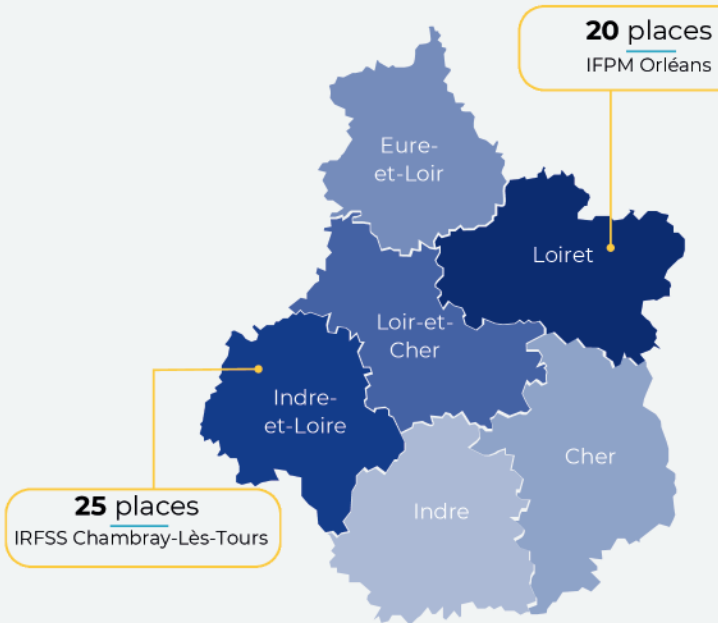 20 places
IFPM Orléans
Eure-
et-Loir
Loiret
Loir-et-
Cher
Indre-
et-Loire
Cher
Indre
25 places
IRFSS Chambray-Lès-Tours